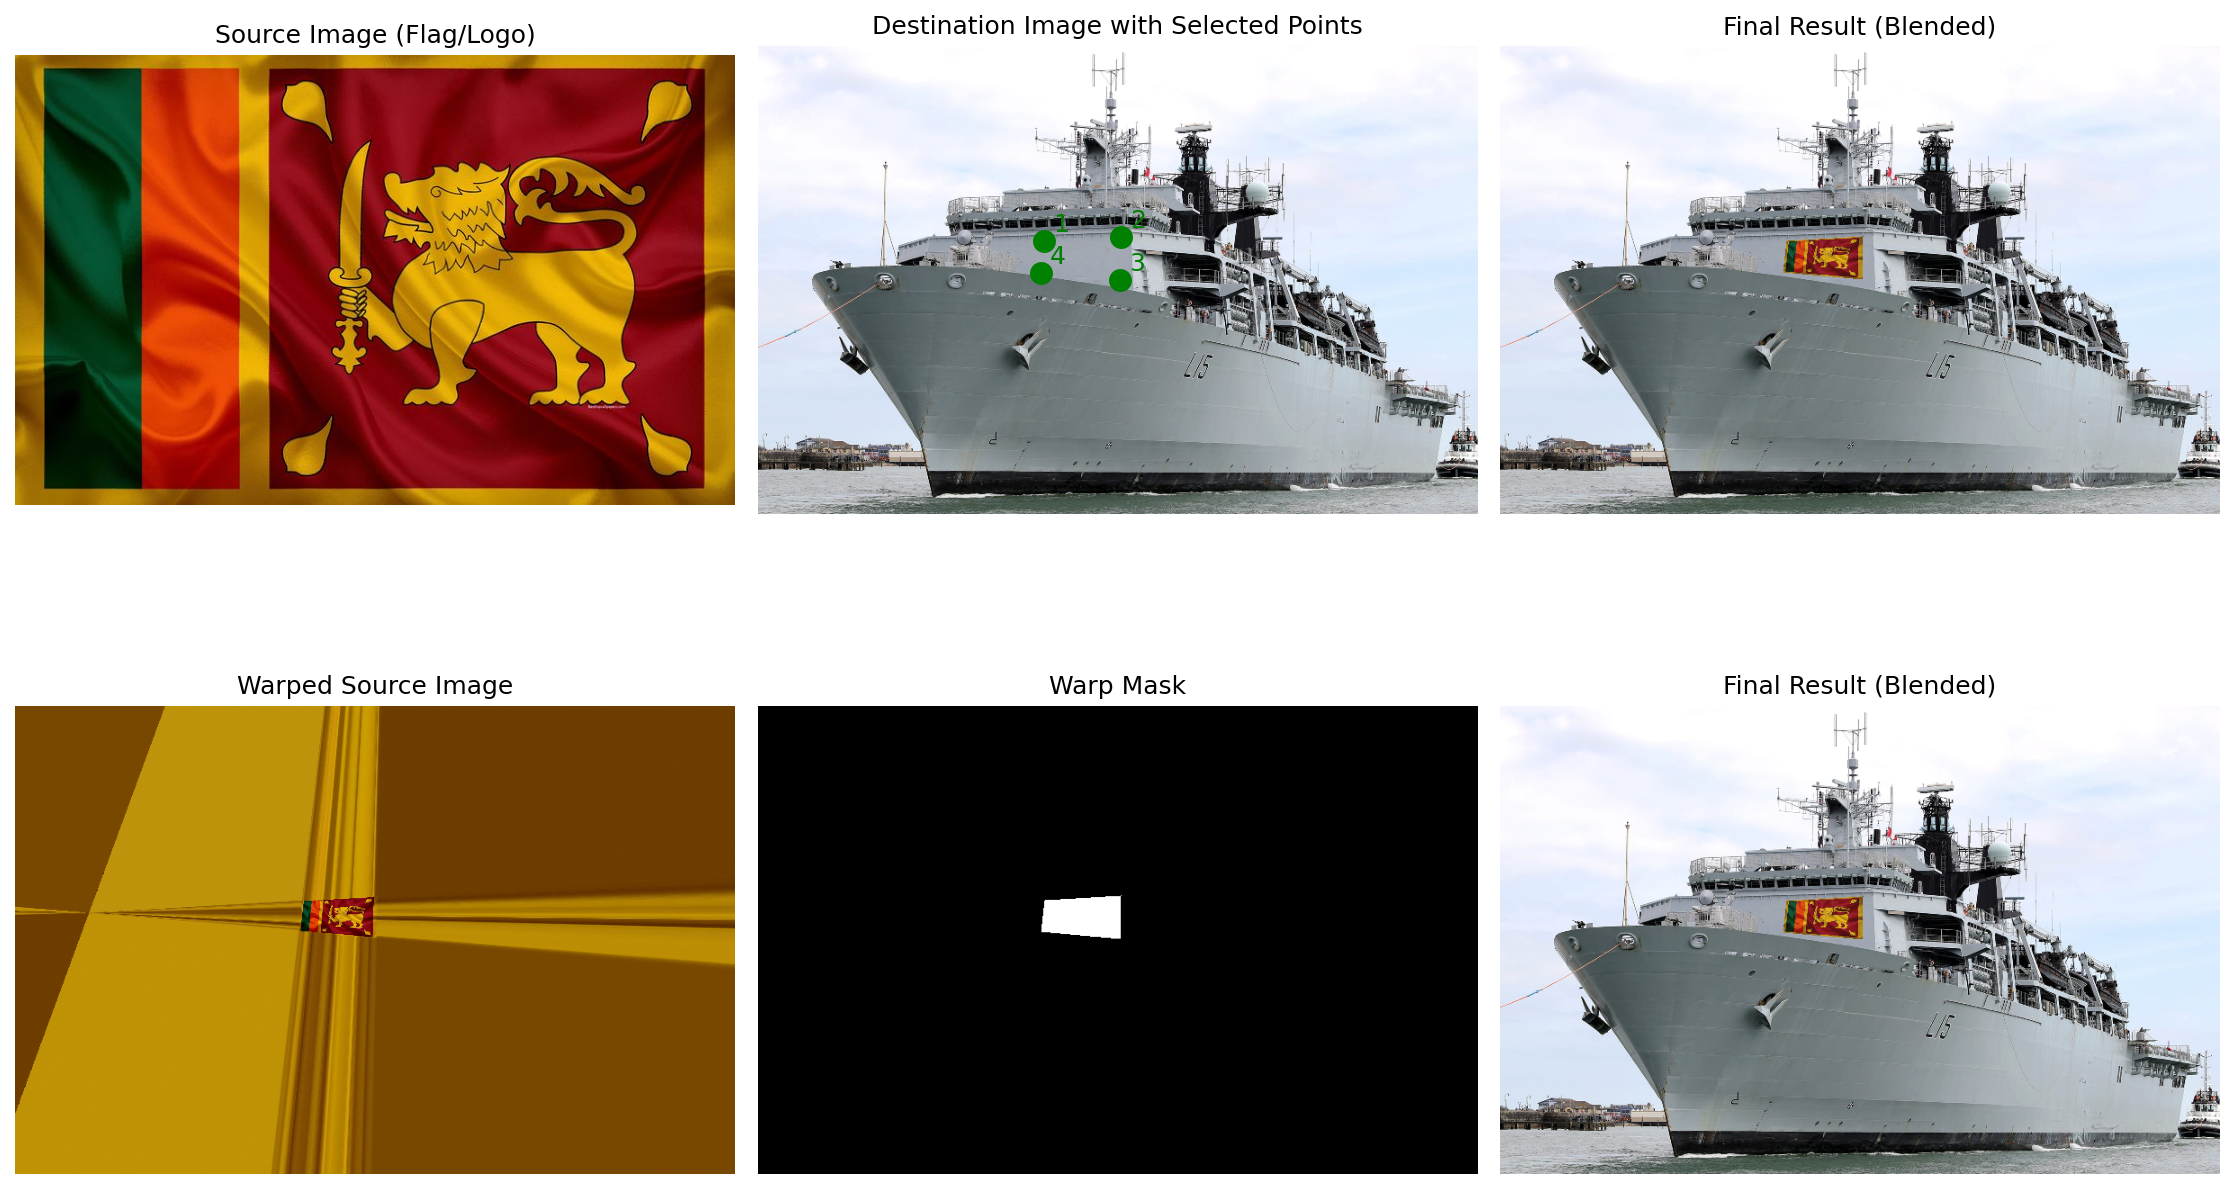 Source Image (Flag/Logo)
Destination Image with Selected Points
Final Result (Blended)
1
2
4
3
L15
L15
Warped Source Image
Warp Mask
Final Result (Blended)
L15